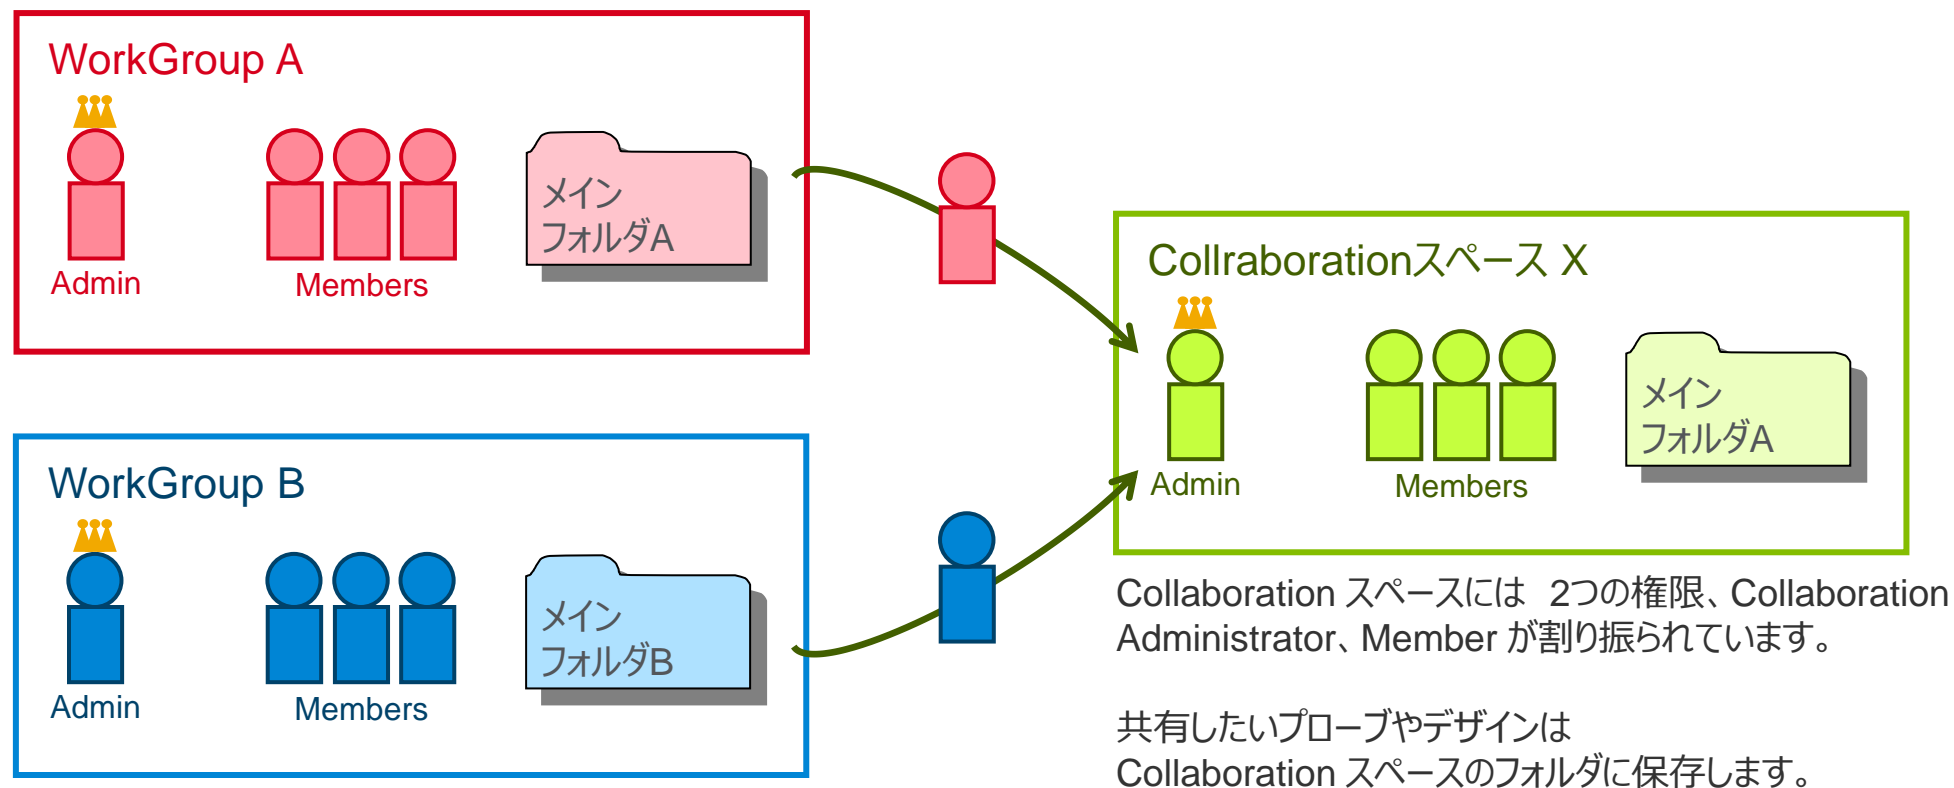 WorkGroup A
Admin
Members
メイン
フォルダA
WorkGroup B
Admin
Members
メイン
フォルダB
Collraborationスペース X
Admin
Members
メイン
フォルダA
Collaboration スペースには 2つの権限、Collaboration
Administrator、Member が割り振られています。
共有したいプローブやデザインは
Collaboration スペースのフォルダに保存します。